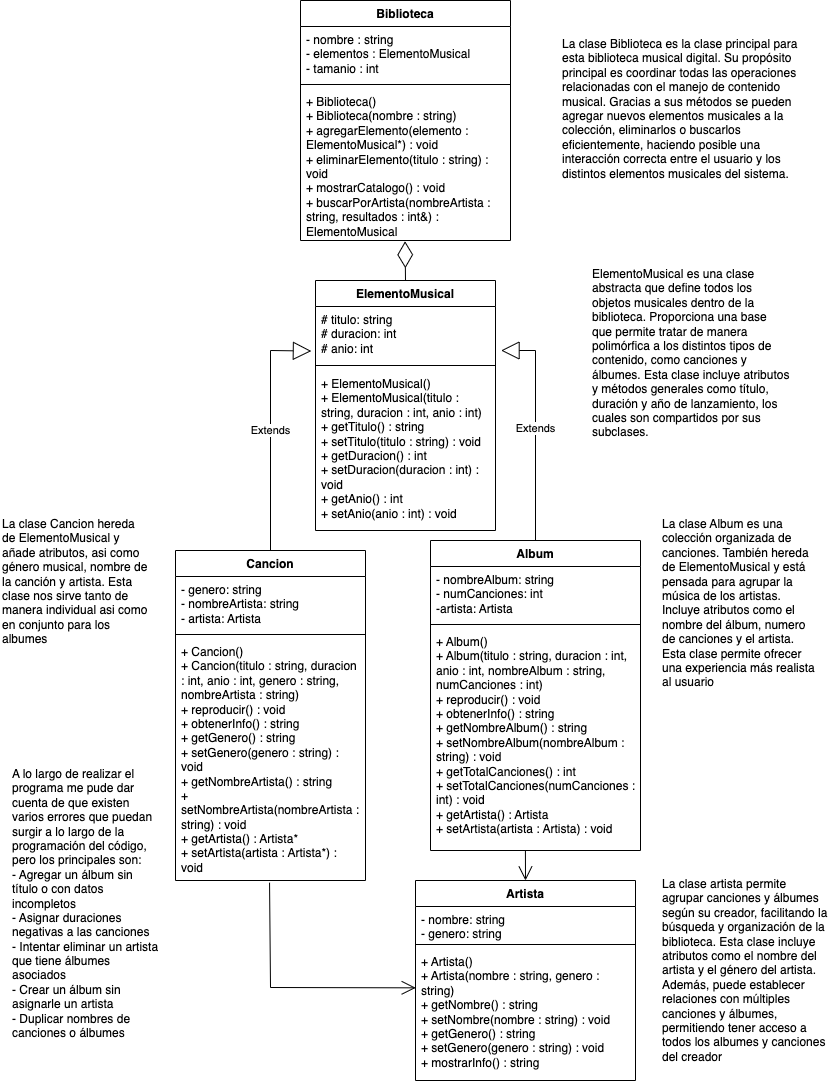 Biblioteca
- nombre : string
- elementos : ElementoMusical
- tamanio : int
+ Biblioteca()
+ Biblioteca(nombre : string)
+ agregarElemento(elemento :
ElementoMusical*) : void
+ eliminarElemento(titulo : string) :
void
+ mostrarCatalogo() : void
+ buscarPorArtista(nombreArtista :
string, resultados : int&) :
ElementoMusical
La clase Biblioteca es la clase principal para
esta biblioteca musical digital. Su propósito
principal es coordinar todas las operaciones
relacionadas con el manejo de contenido
musical. Gracias a sus métodos se pueden
agregar nuevos elementos musicales a la
colección, eliminarlos o buscarlos
eficientemente, haciendo posible una
interacción correcta entre el usuario y los
distintos elementos musicales del sistema.
ElementoMusical
# titulo: string
# duracion: int
# anio: int
+ ElementoMusical()
+ ElementoMusical(titulo :
string, duracion : int, anio : int)
+ getTitulo() : string
+ setTitulo(titulo : string) : void
+ getDuracion() : int
+ setDuracion(duracion : int) :
void
+ getAnio() : int
+ setAnio(anio : int) : void
ElementoMusical es una clase
abstracta que define todos los
objetos musicales dentro de la
biblioteca. Proporciona una base
que permite tratar de manera
polimórfica a los distintos tipos de
contenido, como canciones y
álbumes. Esta clase incluye atributos
y métodos generales como título,
duración y año de lanzamiento, los
cuales son compartidos por sus
subclases.
Extends
Extends
La clase Cancion hereda
de ElementoMusical y
añade atributos, asi como
género musical, nombre de
la canción y artista. Esta
clase nos sirve tanto de
manera individual asi como
en conjunto para los
albumes
Cancion
- genero: string
- nombreArtista: string
- artista: Artista
+ Cancion()
+ Cancion(titulo : string, duracion
: int, anio : int, genero : string,
nombreArtista : string)
+ reproducir() : void
+ obtenerInfo() : string
+ getGenero() : string
+ setGenero(genero : string) :
void
+ getNombreArtista() : string
+
setNombreArtista(nombreArtista :
string) : void
+ getArtista() : Artista*
+ setArtista(artista : Artista*) :
void
Album
- nombreAlbum: string
- numCanciones: int
-artista: Artista
+ Album()
+ Album(titulo : string, duracion : int,
anio : int, nombreAlbum : string,
numCanciones : int)
+ reproducir() : void
+ obtenerInfo() : string
+ getNombreAlbum() : string
+ setNombreAlbum(nombreAlbum :
string) : void
+ getTotalCanciones() : int
+ setTotalCanciones(numCanciones :
int) : void
+ getArtista() : Artista
+ setArtista(artista : Artista) : void
La clase Album es una
colección organizada de
canciones. También hereda
de ElementoMusical y está
pensada para agrupar la
música de los artistas.
Incluye atributos como el
nombre del álbum, numero
de canciones y el artista.
Esta clase permite ofrecer
una experiencia más realista
al usuario
A lo largo de realizar el
programa me pude dar
cuenta de que existen
varios errores que puedan
surgir a lo largo de la
programación del código,
pero los principales son:
- Agregar un álbum sin
título o con datos
incompletos
- Asignar duraciones
negativas a las canciones
- Intentar eliminar un artista
que tiene álbumes
asociados
- Crear un álbum sin
asignarle un artista
- Duplicar nombres de
canciones o álbumes
Artista
- nombre: string
- genero: string
+ Artista()
+ Artista(nombre : string, genero :
string)
+ getNombre() : string
+ setNombre(nombre : string) : void
+ getGenero() : string
+ setGenero(genero : string) : void
+ mostrarInfo() : string
La clase artista permite
agrupar canciones y álbumes
según su creador, facilitando la
búsqueda y organización de la
biblioteca. Esta clase incluye
atributos como el nombre del
artista y el género del artista.
Además, puede establecer
relaciones con múltiples
canciones y álbumes,
permitiendo tener acceso a
todos los albumes y canciones
del creador